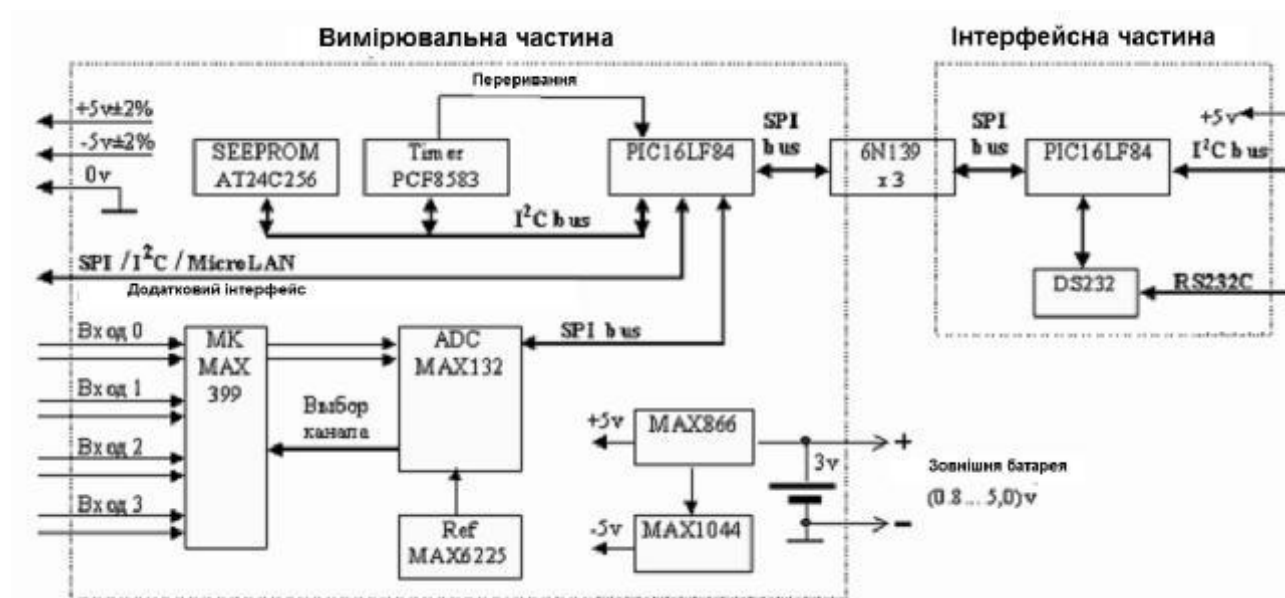 Вимірювальна частина
Інтерфейсна частина
Переривання
+5v±2%
-5v±2%
0v
SEEPROM
AT24C256
Timer
PCF8583
PIC16LF84
SPI
bus
6N139
x 3
SPI
bus
PIC16LF84
+5v
I²C bus
I²C bus
SPI / I²C / MicroLAN
Додатковий інтерфейс
DS232
RS232C
Вход 0
Вход 1
Вход 2
Вход 3
MK
MAX
399
ADC
MAX132
SPI bus
Выбор
канала
Ref
MAX6225
+5v
MAX866
-5v
MAX1044
3v
+
−
Зовнішня батарея
(0.8... 5,0)v